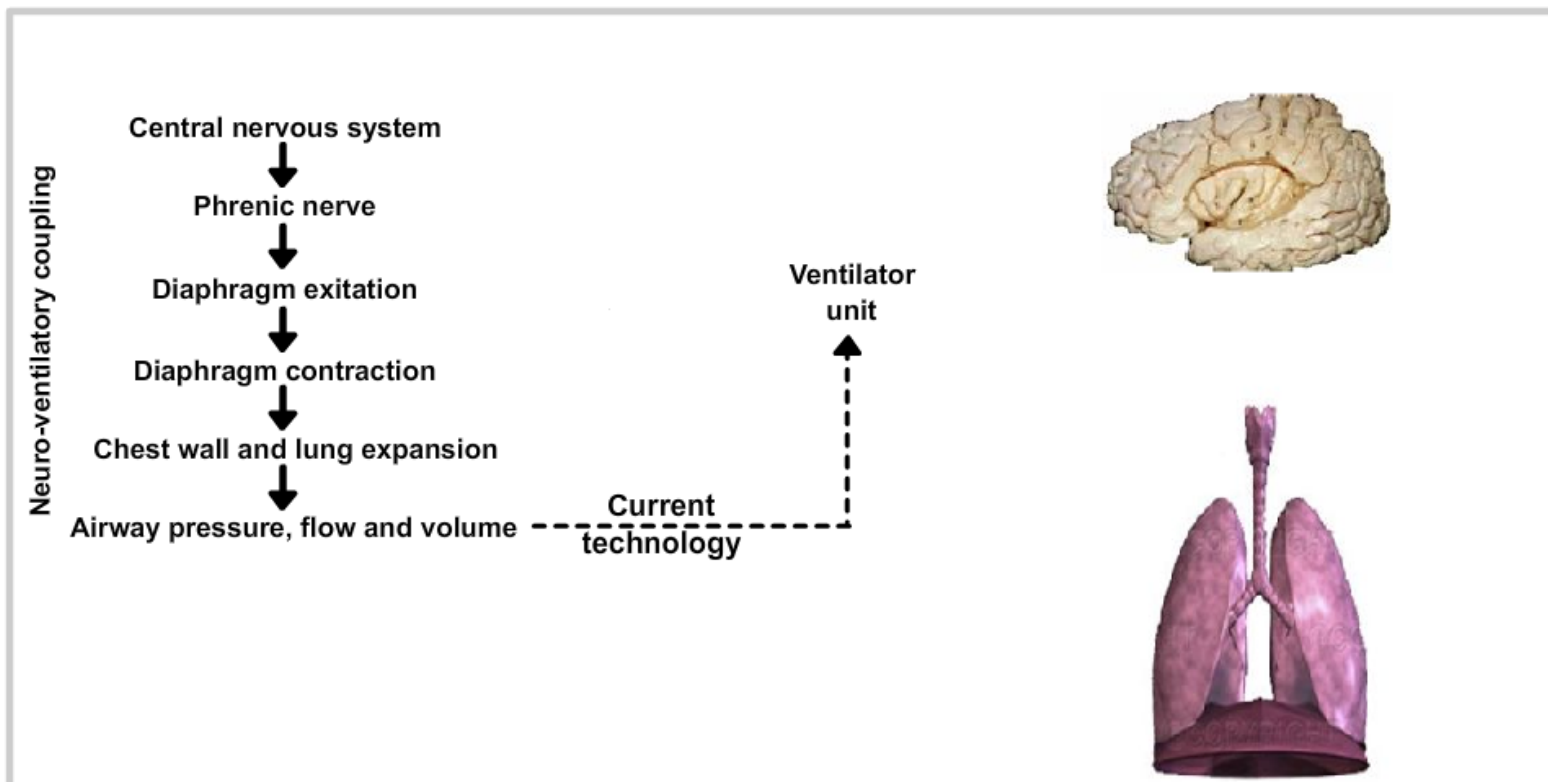 Neuro-ventilatory coupling
Central nervous system
Phrenic nerve
Diaphragm exitation
Diaphragm contraction
Chest wall and lung expansion
Airway pressure, flow and volume
Current
technology
Ventilator
unit